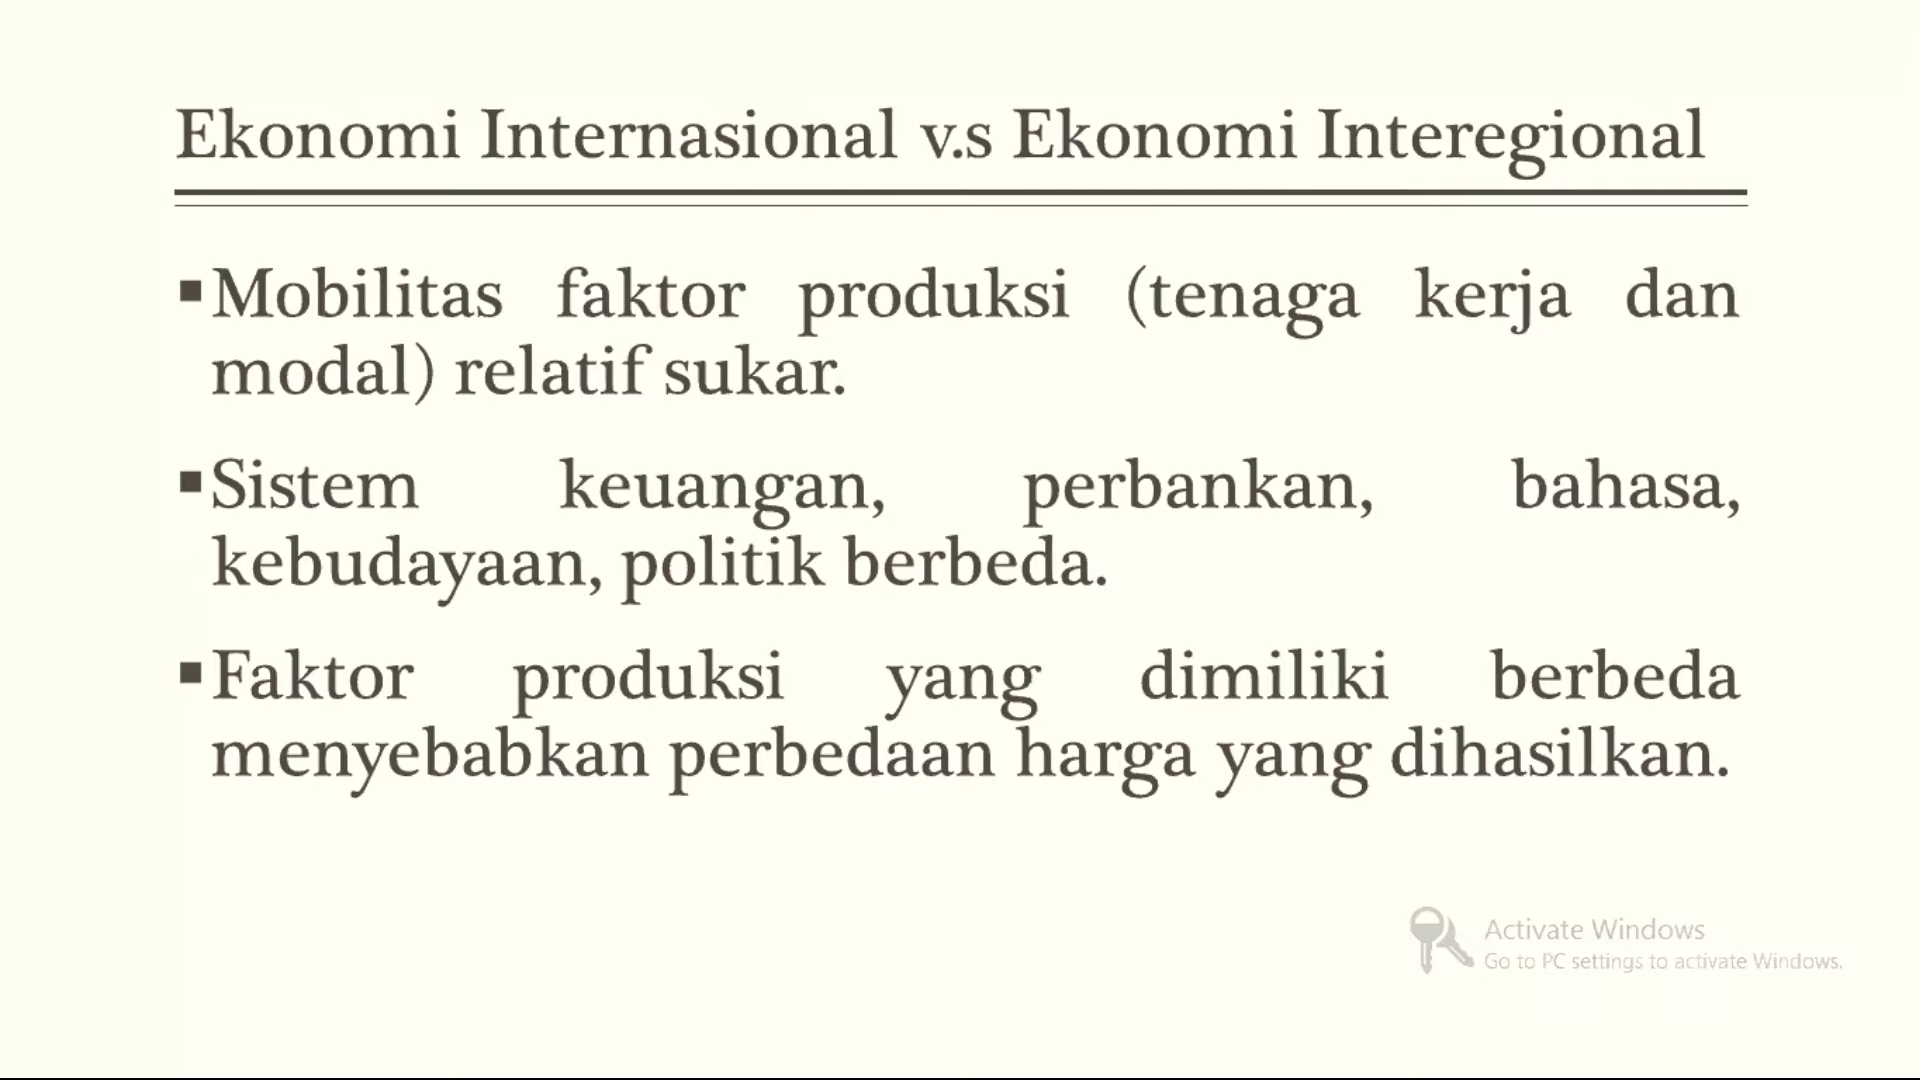 Ekonomi Internasional v.s Ekonomi Interegional
▪Mobilitas faktor produksi (tenaga kerja dan
modal) relatif sukar.
▪Sistem keuangan, perbankan, bahasa,
kebudayaan, politik berbeda.
▪Faktor produksi yang dimiliki berbeda
menyebabkan perbedaan harga yang dihasilkan.
Activate Windows
Go to PC settings to activate Windows.